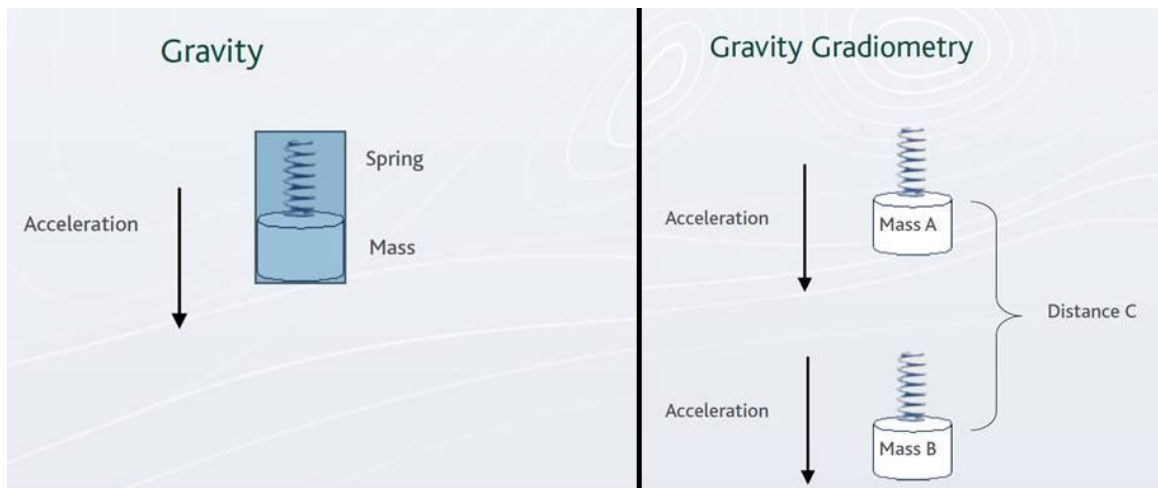 Gravity
Spring
Acceleration
Mass
Gravity Gradiometry
Acceleration
Mass A
Distance C
Acceleration
Mass B